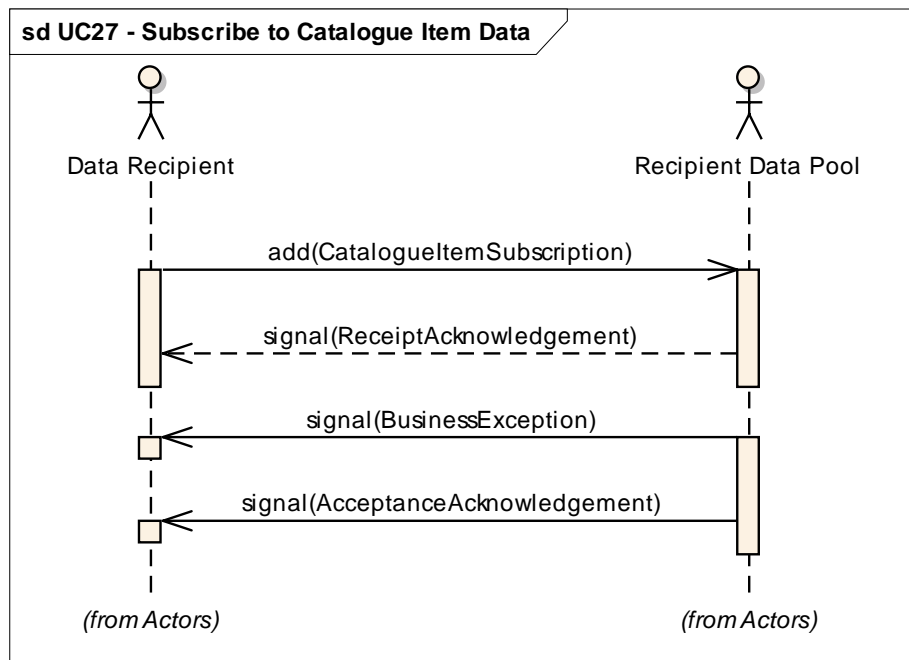 sd UC27 - Subscribe to Catalogue Item Data
Data Recipient
Recipient Data Pool
add(CatalogueItemSubscription)
signal(ReceiptAcknowledgement)
signal(BusinessException)
signal(AcceptanceAcknowledgement)
(from Actors)
(from Actors)